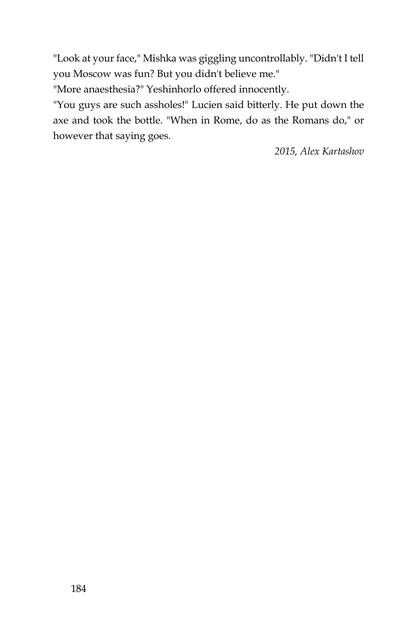 "Look at your face," Mishka was giggling uncontrollably. "Didn't I tell
you Moscow was fun? But you didn't believe me."
"More anaesthesia?" Yeshinhorlo offered innocently.
"You guys are such assholes!" Lucien said bitterly. He put down the
axe and took the bottle. "When in Rome, do as the Romans do," or
however that saying goes.
2015, Alex Kartashov
184